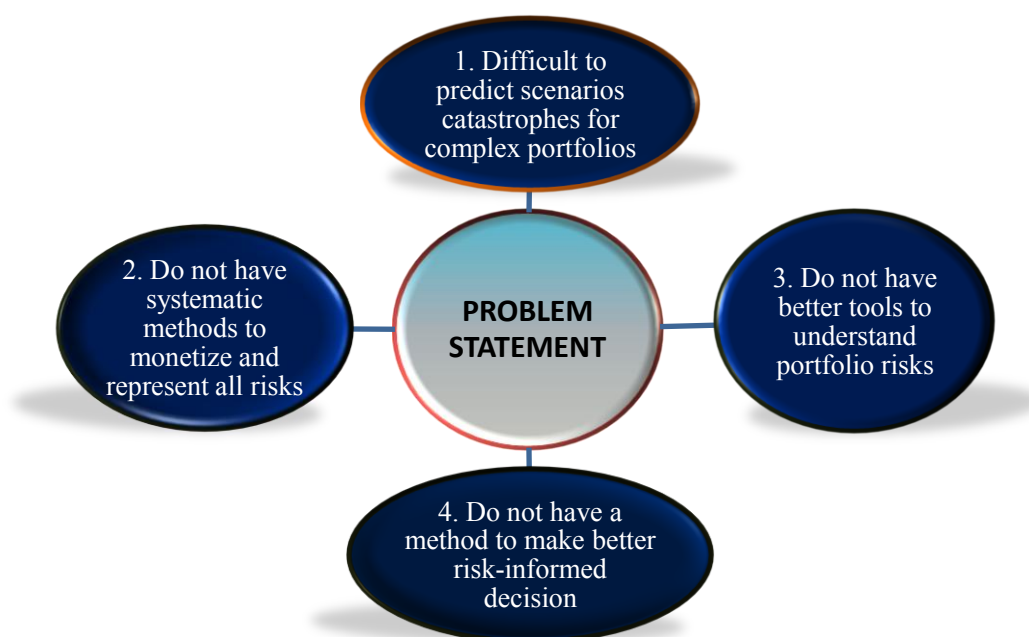 1. Difficult to
predict scenarios
catastrophes for
complex portfolios
2. Do not have
systematic
methods to
monetize and
represent all risks
PROBLEM
STATEMENT
3. Do not have
better tools to
understand
portfolio risks
4. Do not have a
method to make better
risk-informed
decision